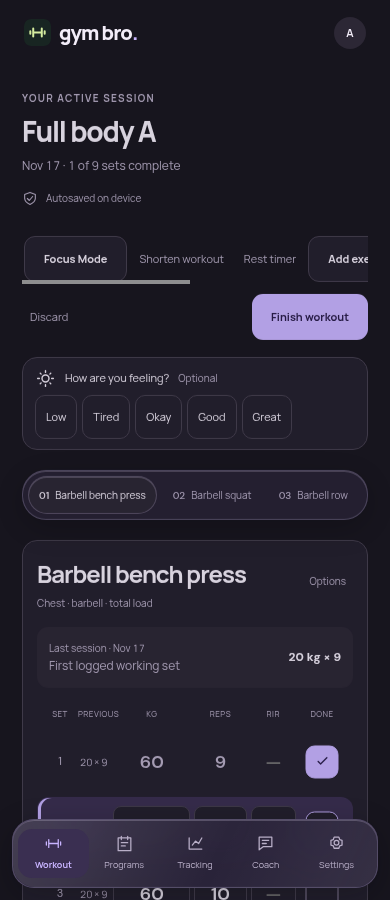 gym bro.
A
YOUR ACTIVE SESSION
Full body A
Nov 17 · 1 of 9 sets complete
Autosaved on device
Focus Mode Shorten workout Rest timer Add exe
Discard Finish workout
How are you feeling? Optional
Low Tired Okay Good Great
01 Barbell bench press 02 Barbell squat 03 Barbell row
Barbell bench press
Options
Chest · barbell · total load
Last session · Nov 17
First logged working set
20 kg × 9
SET PREVIOUS KG REPS RIR DONE
1 20 × 9 60 9 —
Workout Programs Tracking Coach Settings
3 20 × 9 60 10 —